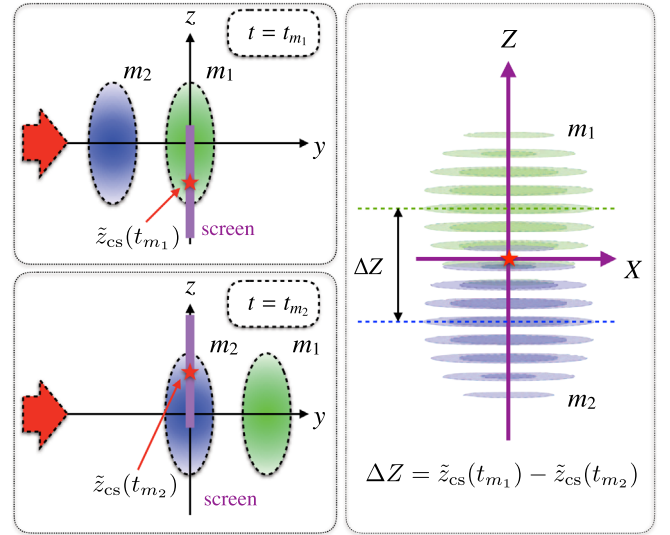 z
t = t_{m_1}
m_2
m_1
y
z̃_cs(t_{m_1})
screen
z
t = t_{m_2}
m_2
m_1
y
z̃_cs(t_{m_2})
screen
Z
m_1
ΔZ
X
m_2
ΔZ = z̃_cs(t_{m_1}) − z̃_cs(t_{m_2})